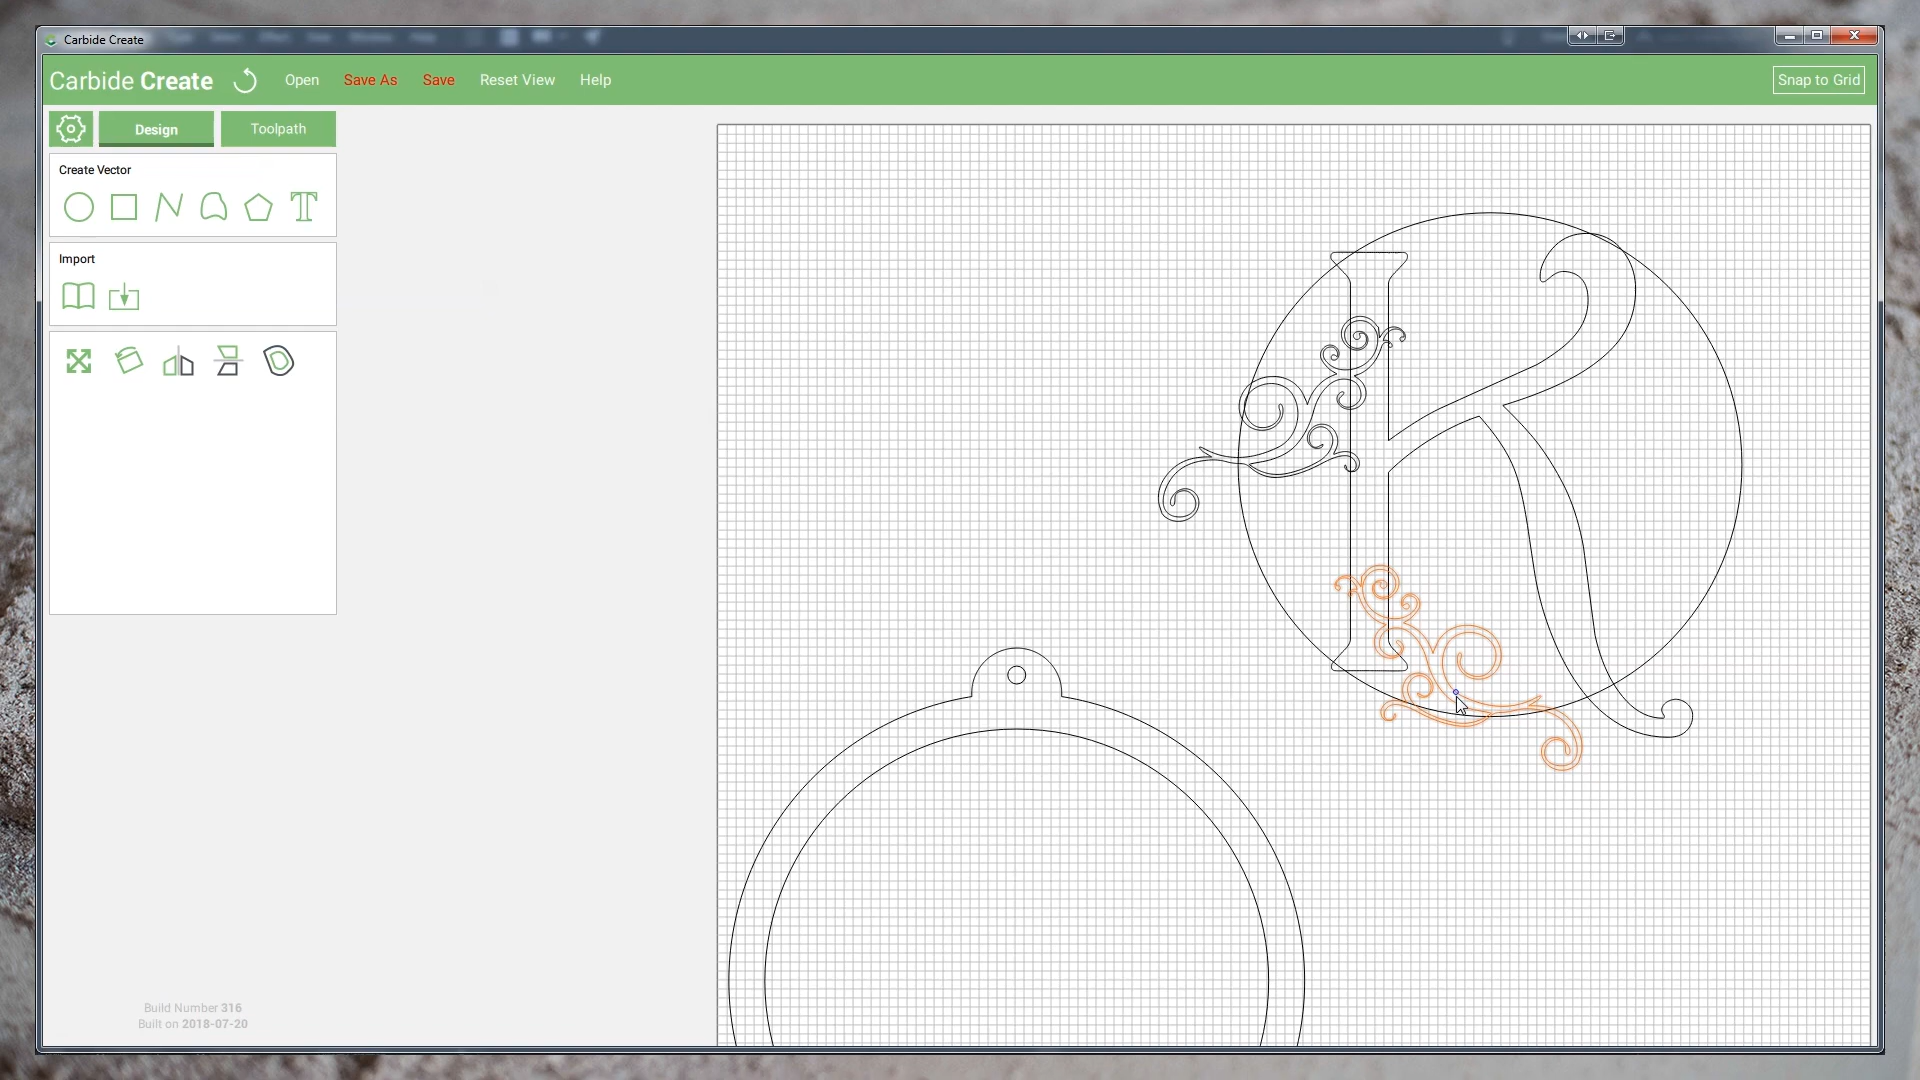 Carbide Create
Carbide Create Open Save As Save Reset View Help Snap to Grid
Design Toolpath
Create Vector
Import
K
Build Number 316
Built on 2018-07-20